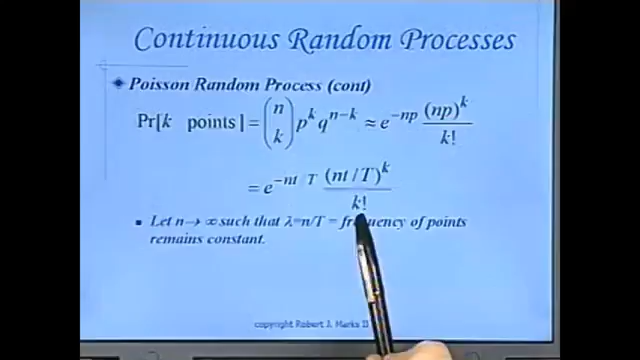 Continuous Random Processes
Poisson Random Process (cont)
Pr[k points] = (n k) p^k q^{n-k} ≈ e^{-np} (np)^k / k!
= e^{-nt T} (nt / T)^k / k!
Let n→ ∞ such that λ=n/T = frequency of points
remains constant.
copyright Robert J. Marks II